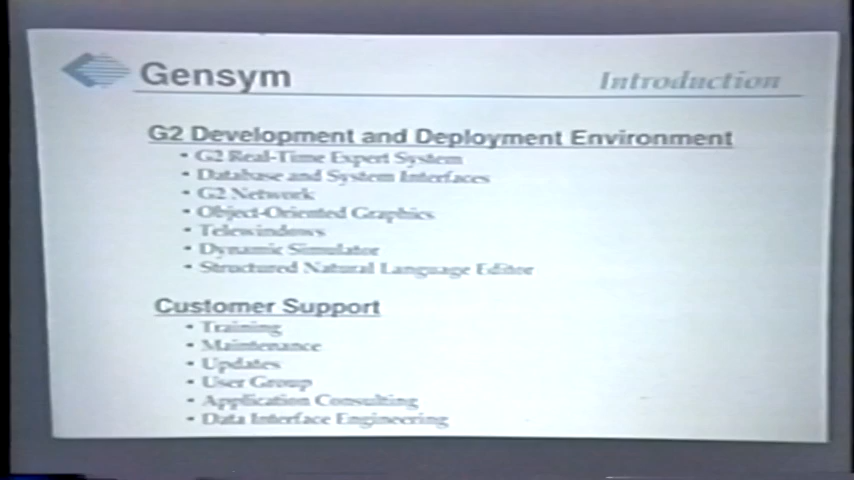 Gensym
Introduction
G2 Development and Deployment Environment
• G2 Real-Time Expert System
• Database and System Interfaces
• G2 Network
• Object-Oriented Graphics
• Telewindows
• Dynamic Simulator
• Structured Natural Language Editor
Customer Support
• Training
• Maintenance
• Updates
• User Group
• Application Consulting
• Data Interface Engineering